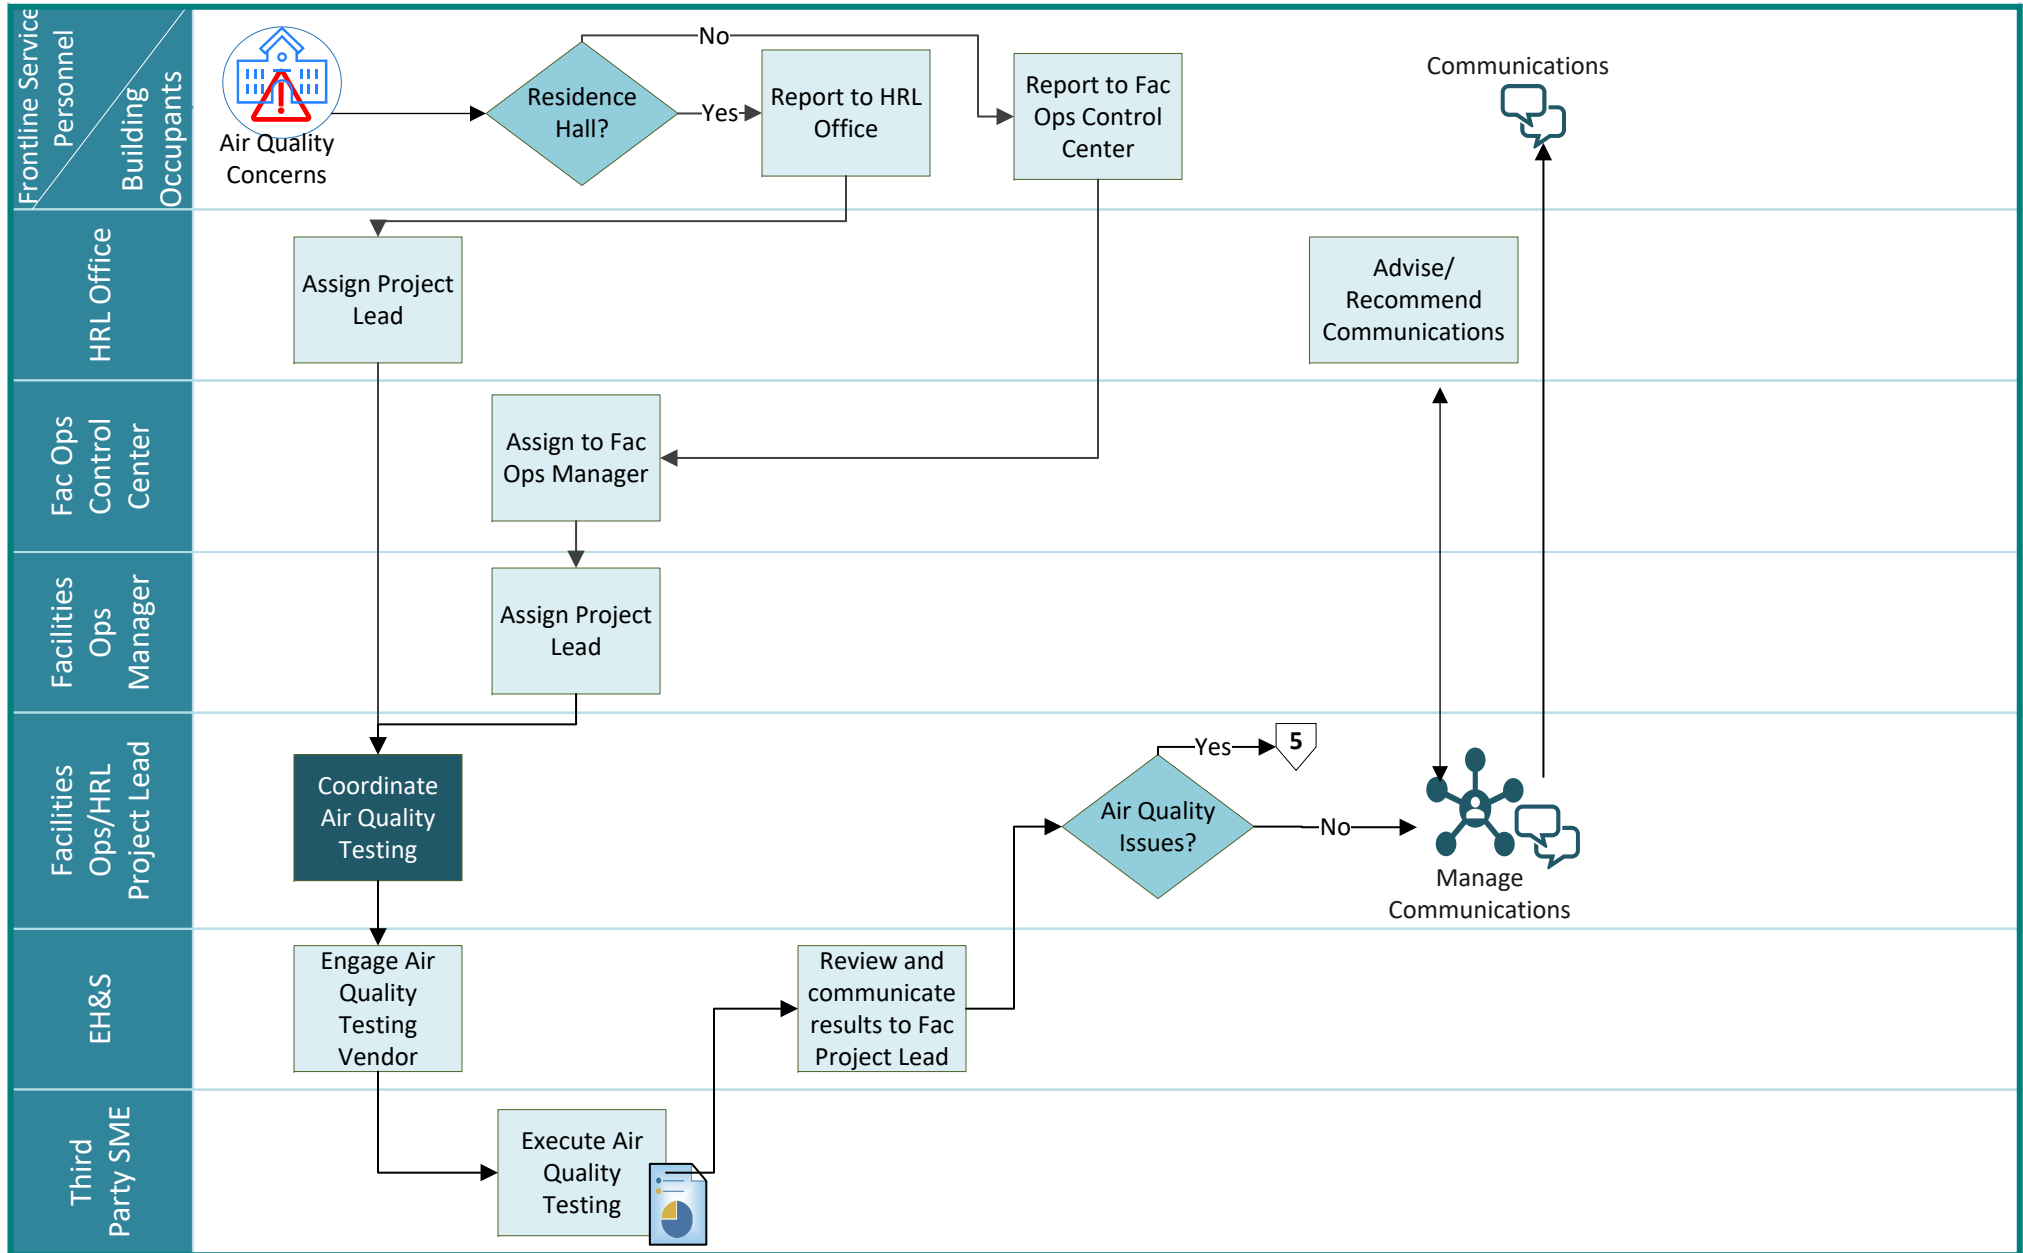 Frontline Service
Personnel
Building
Occupants
Air Quality
Concerns
Residence
Hall?
No
Yes
Report to HRL
Office
Report to Fac
Ops Control
Center
Communications
HRL Office
Assign Project
Lead
Advise/
Recommend
Communications
Fac Ops
Control
Center
Assign to Fac
Ops Manager
Facilities
Ops
Manager
Assign Project
Lead
Facilities
Ops/HRL
Project Lead
Coordinate
Air Quality
Testing
Air Quality
Issues?
Yes
5
No
Manage
Communications
EH&S
Engage Air
Quality
Testing
Vendor
Review and
communicate
results to Fac
Project Lead
Third
Party SME
Execute Air
Quality
Testing